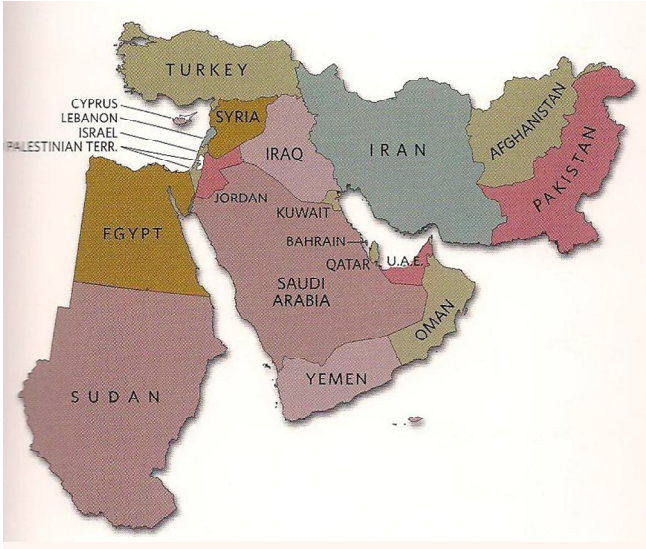 TURKEY
CYPRUS
LEBANON
ISRAEL
PALESTINIAN TERR.
SYRIA
IRAQ
IRAN
AFGHANISTAN
PAKISTAN
JORDAN
KUWAIT
EGYPT
BAHRAIN
QATAR
U.A.E.
SAUDI
ARABIA
OMAN
YEMEN
SUDAN